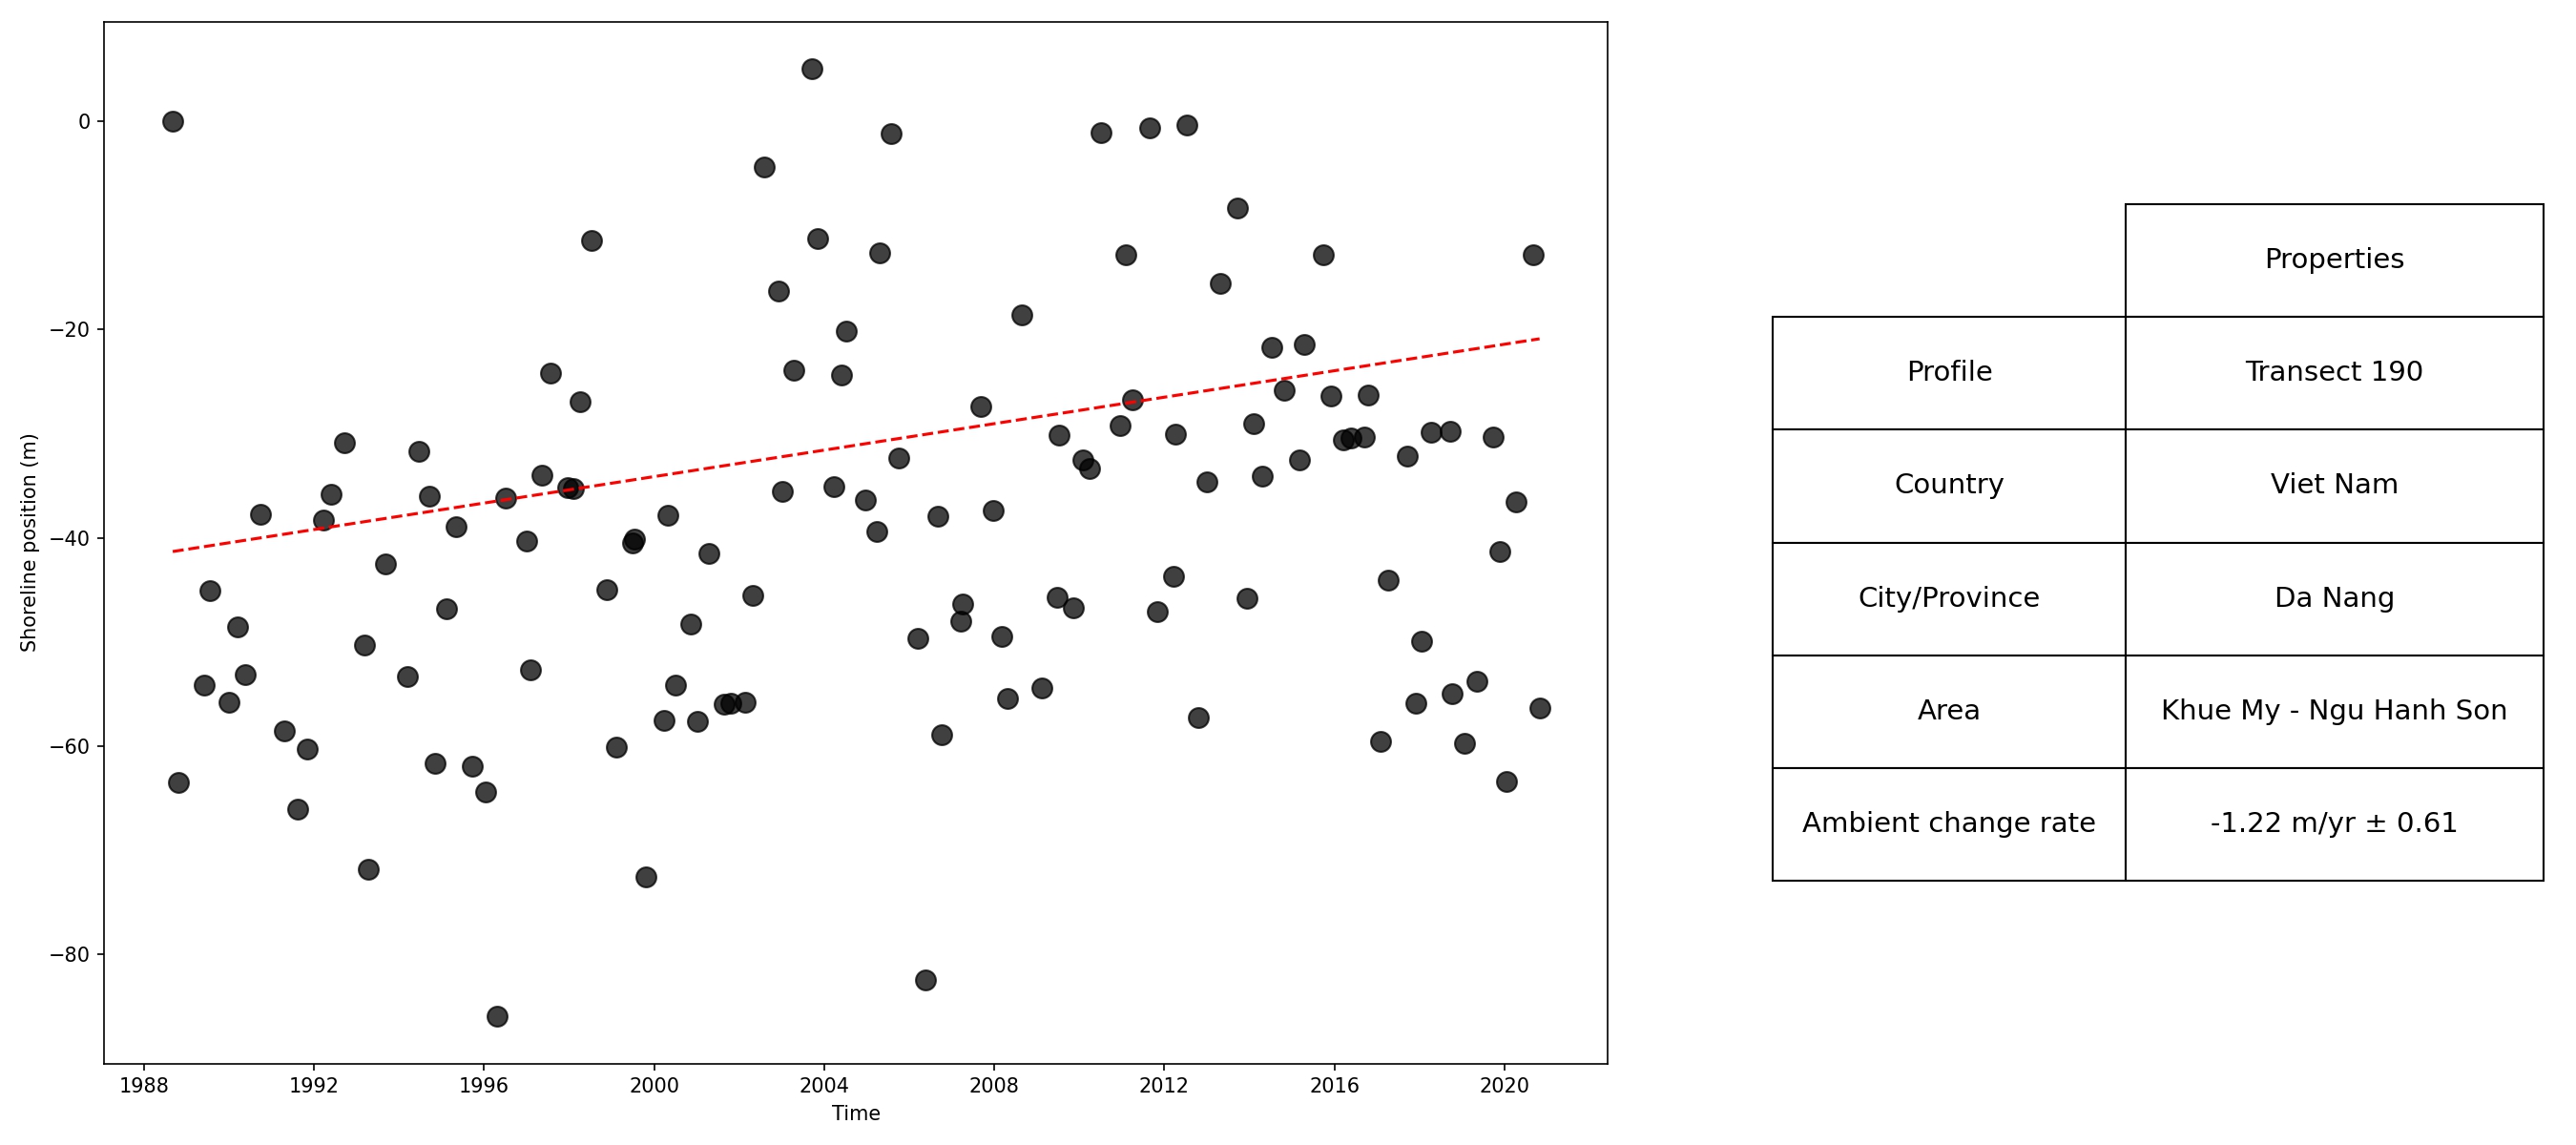 Shoreline position (m)
0
−20
−40
−60
−80
1988 1992 1996 2000 2004 2008 2012 2016 2020
Time
Properties
Profile Transect 190
Country Viet Nam
City/Province Da Nang
Area Khue My - Ngu Hanh Son
Ambient change rate -1.22 m/yr ± 0.61